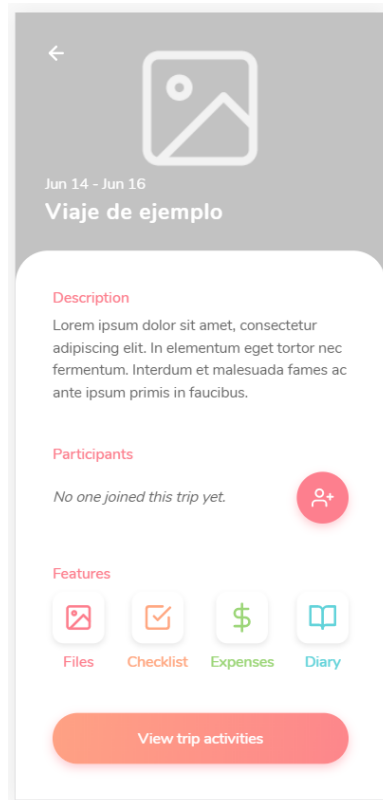 Jun 14 - Jun 16
Viaje de ejemplo
Description
Lorem ipsum dolor sit amet, consectetur
adipiscing elit. In elementum eget tortor nec
fermentum. Interdum et malesuada fames ac
ante ipsum primis in faucibus.
Participants
No one joined this trip yet.
Features
Files Checklist Expenses Diary
View trip activities